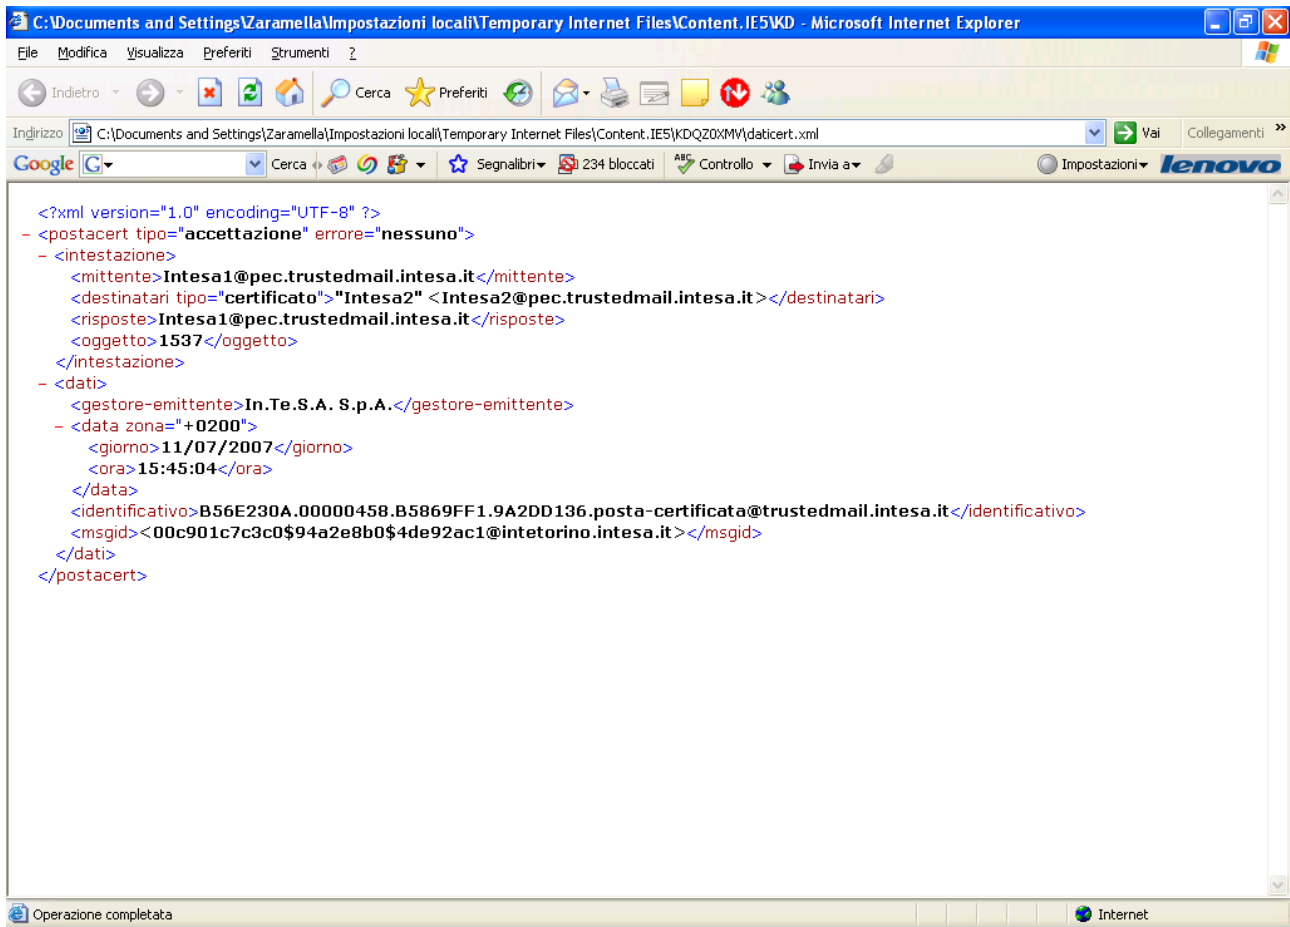 C:\Documents and Settings\Zaramella\Impostazioni locali\Temporary Internet Files\Content.IE5\KD - Microsoft Internet Explorer
File Modifica Visualizza Preferiti Strumenti ?
Indietro Cerca Preferiti
Indirizzo C:\Documents and Settings\Zaramella\Impostazioni locali\Temporary Internet Files\Content.IE5\KDQZ0XMV\daticert.xml Vai Collegamenti »
Google G Cerca Segnalibri 234 bloccati ABC Controllo Invia a Impostazioni lenovo
<?xml version="1.0" encoding="UTF-8" ?>
- <postacert tipo="accettazione" errore="nessuno">
- <intestazione>
<mittente>Intesa1@pec.trustedmail.intesa.it</mittente>
<destinatari tipo="certificato">"Intesa2" <Intesa2@pec.trustedmail.intesa.it></destinatari>
<risposte>Intesa1@pec.trustedmail.intesa.it</risposte>
<oggetto>1537</oggetto>
</intestazione>
- <dati>
<gestore-emittente>In.Te.S.A. S.p.A.</gestore-emittente>
- <data zona="+0200">
<giorno>11/07/2007</giorno>
<ora>15:45:04</ora>
</data>
<identificativo>B56E230A.00000458.B5869FF1.9A2DD136.posta-certificata@trustedmail.intesa.it</identificativo>
<msgid><00c901c7c3c0$94a2e8b0$4de92ac1@intetorino.intesa.it></msgid>
</dati>
</postacert>
Operazione completata Internet